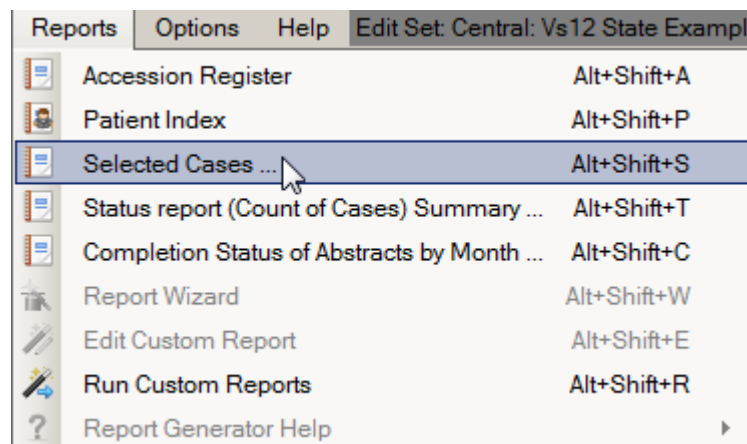 Reports Options Help Edit Set: Central: Vs12 State Exampl
Accession Register Alt+Shift+A
Patient Index Alt+Shift+P
Selected Cases ... Alt+Shift+S
Status report (Count of Cases) Summary ... Alt+Shift+T
Completion Status of Abstracts by Month ... Alt+Shift+C
Report Wizard Alt+Shift+W
Edit Custom Report Alt+Shift+E
Run Custom Reports Alt+Shift+R
Report Generator Help